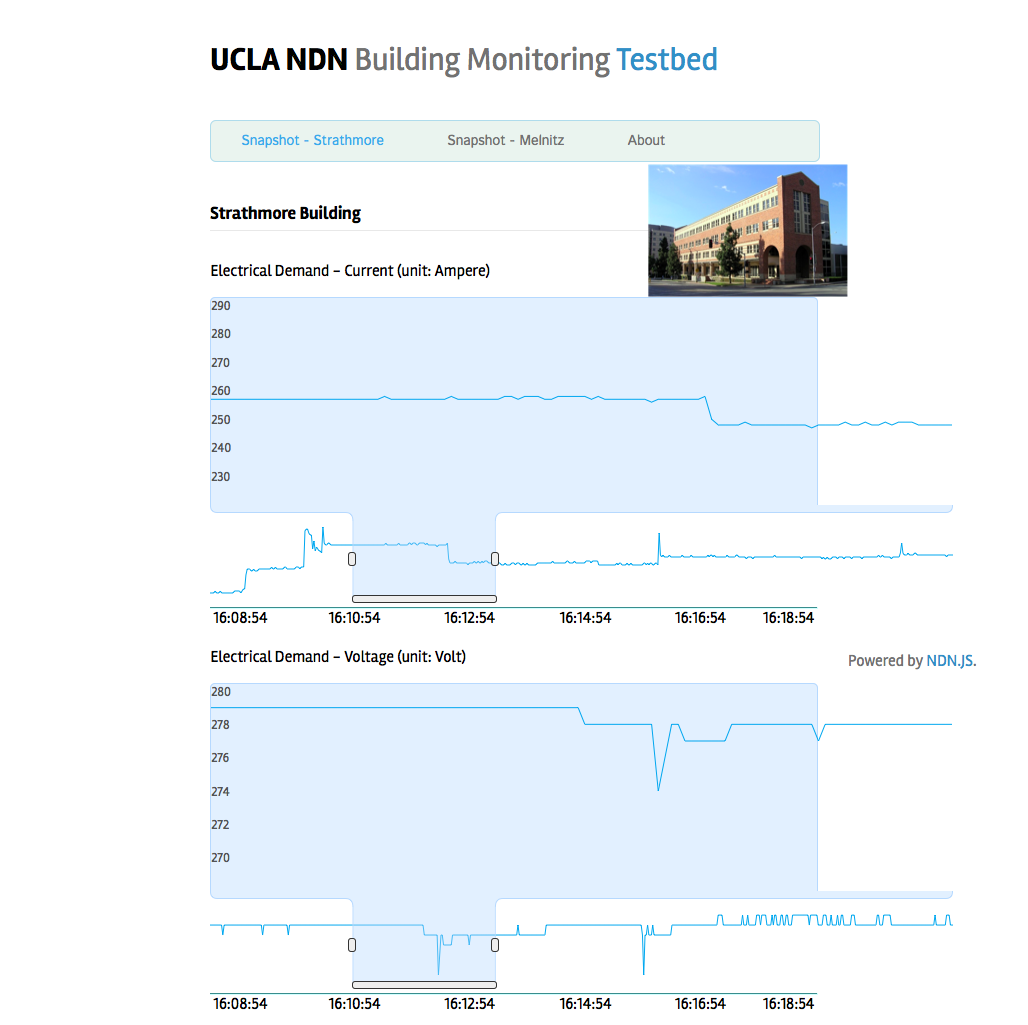 UCLA NDN Building Monitoring Testbed
Snapshot - Strathmore Snapshot - Melnitz About
Strathmore Building
Electrical Demand – Current (unit: Ampere)
290
280
270
260
250
240
230
16:08:54 16:10:54 16:12:54 16:14:54 16:16:54 16:18:54
Electrical Demand – Voltage (unit: Volt)
Powered by NDN.JS.
280
278
276
274
272
270
16:08:54 16:10:54 16:12:54 16:14:54 16:16:54 16:18:54